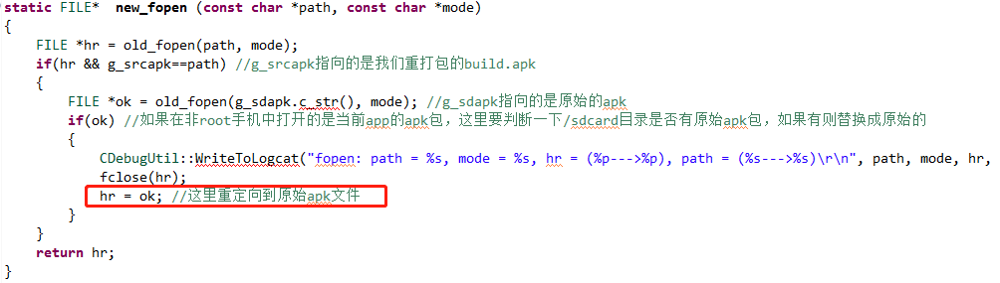 static FILE*  new_fopen (const char *path, const char *mode)
{
    FILE *hr = old_fopen(path, mode);
    if(hr && g_srcapk==path) //g_srcapk指向的是我们重打包的build.apk
    {
        FILE *ok = old_fopen(g_sdapk.c_str(), mode); //g_sdapk指向的是原始的apk
        if(ok) //如果在非root手机中打开的是当前app的apk包，这里要判断一下/sdcard目录是否有原始apk包，如果有则替换成原始的
        {
            CDebugUtil::WriteToLogcat("fopen: path = %s, mode = %s, hr = (%p--->%p), path = (%s--->%s)\r\n", path, mode, hr,
            fclose(hr);
            hr = ok; //这里重定向到原始apk文件
        }
    }
    return hr;
}